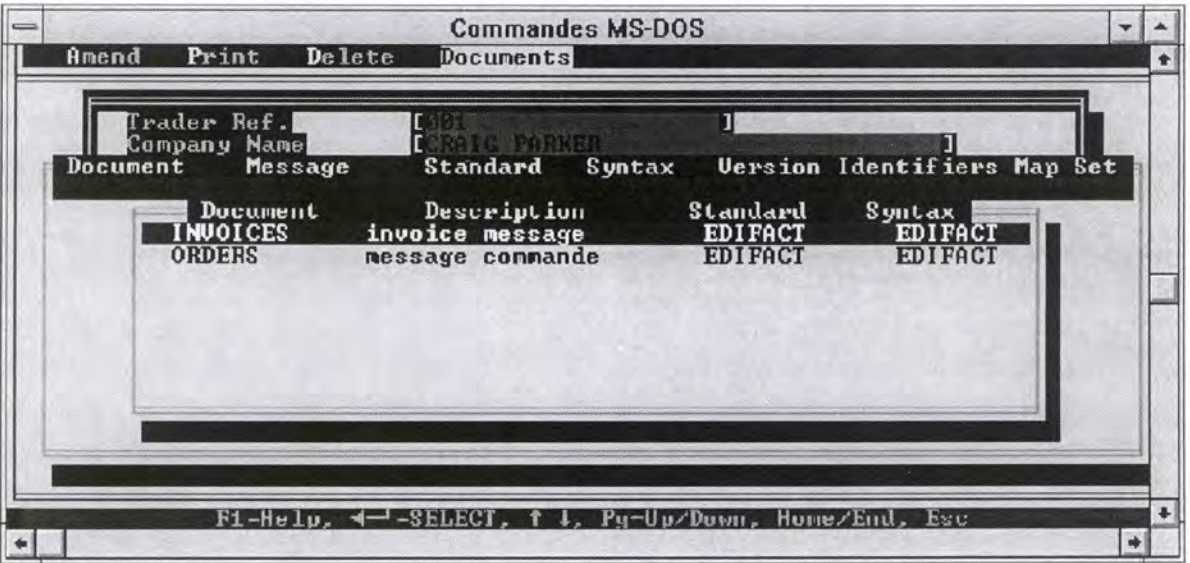 Commandes MS-DOS
Amend Print Delete Documents
Trader Ref. [001 ]
Company Name [CRAIG PARKER ]
Document Message Standard Syntax Version Identifiers Map Set
Document Description Standard Syntax
INVOICES invoice message EDIFACT EDIFACT
ORDERS message commande EDIFACT EDIFACT
F1-Help, ◄─┘-SELECT, ↑ ↓, Pg-Up/Down, Home/End, Esc